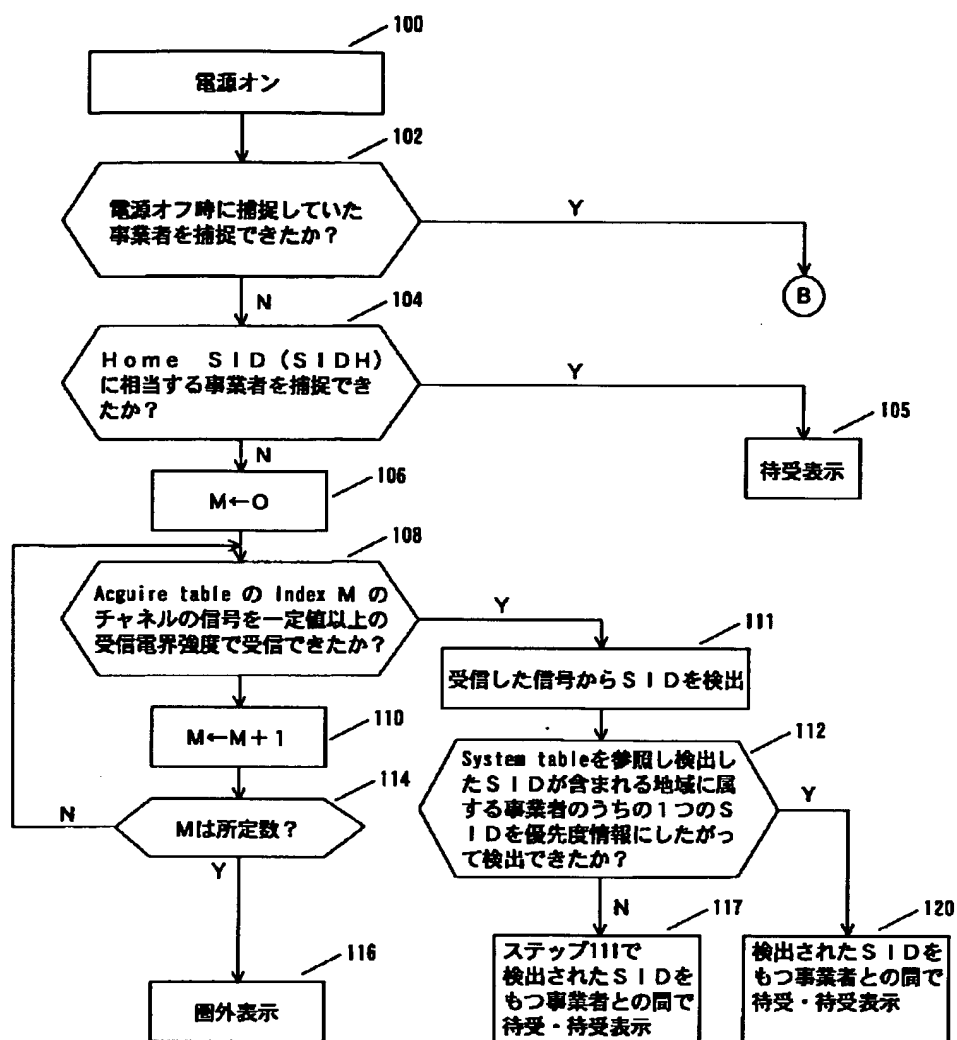 100
電源オン
102
電源オフ時に捕捉していた
事業者を捕捉できたか？
Y
B
N
104
Home SID（SIDH）
に相当する事業者を捕捉でき
たか？
Y
105
待受表示
N
106
M←0
108
Acguire table の Index M の
チャネルの信号を一定値以上の
受信電界強度で受信できたか？
Y
111
受信した信号からＳＩＤを検出
110
M←M＋1
112
System tableを参照し検出し
たＳＩＤが含まれる地域に属
する事業者のうちの1つのＳ
ＩＤを優先度情報にしたがっ
て検出できたか？
Y
114
N
Mは所定数？
Y
N
117
120
116
圏外表示
ステップ111で
検出されたＳＩＤを
もつ事業者との間で
待受・待受表示
検出されたＳＩＤを
もつ事業者との間で
待受・待受表示